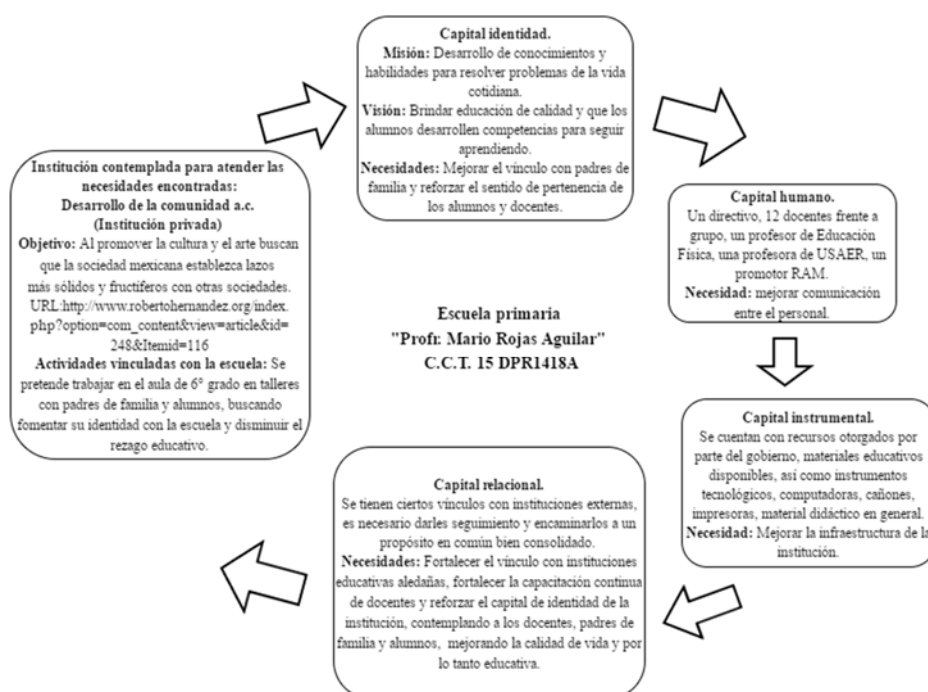 Capital identidad.
Misión: Desarrollo de conocimientos y
habilidades para resolver problemas de la vida
cotidiana.
Visión: Brindar educación de calidad y que los
alumnos desarrollen competencias para seguir
aprendiendo.
Necesidades: Mejorar el vínculo con padres de
familia y reforzar el sentido de pertenencia de
los alumnos y docentes.
Capital humano.
Un directivo, 12 docentes frente a
grupo, un profesor de Educación
Física, una profesora de USAER, un
promotor RAM.
Necesidad: mejorar comunicación
entre el personal.
Capital instrumental.
Se cuentan con recursos otorgados por
parte del gobierno, materiales educativos
disponibles, así como instrumentos
tecnológicos, computadoras, cañones,
impresoras, material didáctico en general.
Necesidad: Mejorar la infraestructura de la
institución.
Capital relacional.
Se tienen ciertos vínculos con instituciones externas,
es necesario darles seguimiento y encaminarlos a un
propósito en común bien consolidado.
Necesidades: Fortalecer el vínculo con instituciones
educativas aledañas, fortalecer la capacitación continua
de docentes y reforzar el capital de identidad de la
institución, contemplando a los docentes, padres de
familia y alumnos, mejorando la calidad de vida y por
lo tanto educativa.
Institución contemplada para atender las
necesidades encontradas:
Desarrollo de la comunidad a.c.
(Institución privada)
Objetivo: Al promover la cultura y el arte buscan
que la sociedad mexicana establezca lazos
más sólidos y fructíferos con otras sociedades.
URL:http://www.robertohernandez.org/index.
php?option=com_content&view=article&id=
248&Itemid=116
Actividades vinculadas con la escuela: Se
pretende trabajar en el aula de 6° grado en talleres
con padres de familia y alumnos, buscando
fomentar su identidad con la escuela y disminuir el
rezago educativo.
Escuela primaria
"Profr. Mario Rojas Aguilar"
C.C.T. 15 DPR1418A